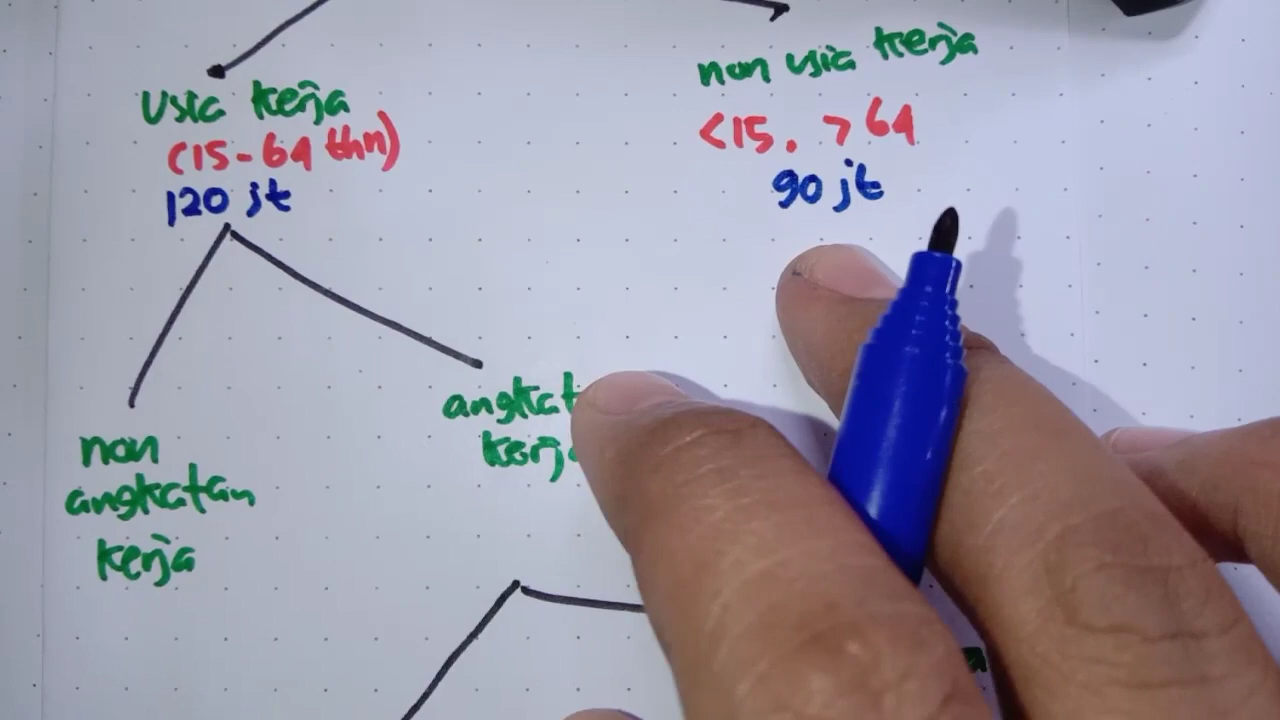 usia kerja
(15-64 thn)
120 jt
non usia kerja
<15, >64
90 jt
non
angkatan
kerja